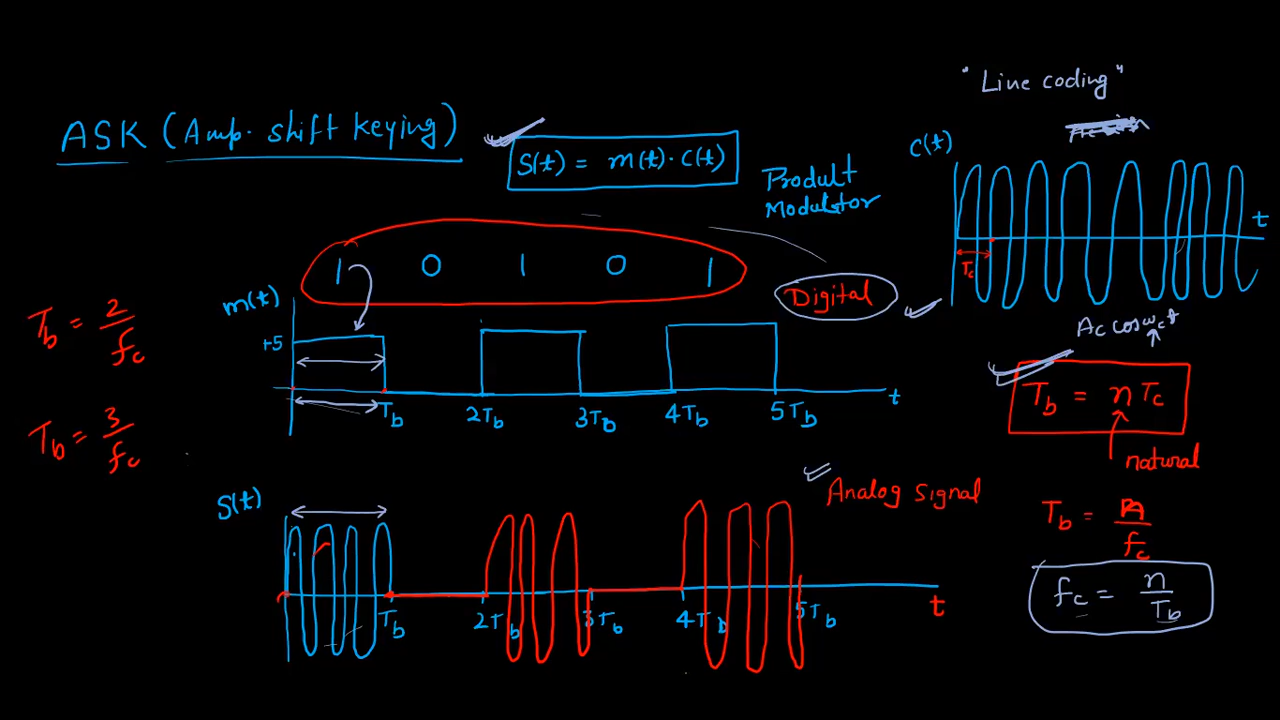 "Line coding"
ASK (Amp. shift keying)
S(t) = m(t) · c(t)
Prodult
Modulator
C(t)
t
Tc
1 0 1 0 1
Digital
Ac cos ωc t
m(t)
+5
Tb 2Tb 3Tb 4Tb 5Tb t
Tb = 2/fc
Tb = 3/fc
Tb = n Tc
natural
Analog signal
Tb = n/fc
fc = n/Tb
S(t)
Tb 2Tb 3Tb 4Tb 5Tb t